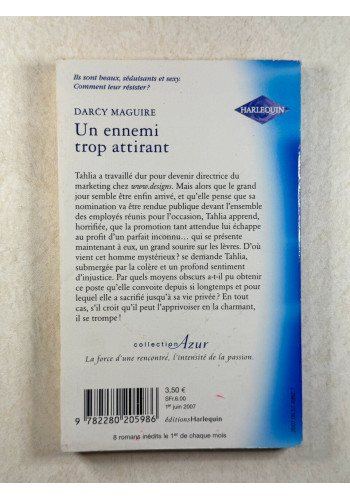 Ils sont beaux, séduisants et sexy.
Comment leur résister ?
HARLEQUIN
DARCY MAGUIRE
Un ennemi
trop attirant
Tahlia a travaillé dur pour devenir directrice du
marketing chez www.designs. Mais alors que le grand
jour semble être enfin arrivé, et qu'elle pense que sa
nomination va être rendue publique devant l'ensemble
des employés réunis pour l'occasion, Tahlia apprend,
horrifiée, que la promotion tant attendue lui échappe
au profit d'un parfait inconnu... qui se présente
maintenant à eux, un grand sourire sur les lèvres. D'où
vient cet homme mystérieux ? se demande Tahlia,
submergée par la colère et un profond sentiment
d'injustice. Par quels moyens obscurs a-t-il pu obtenir
ce poste qu'elle convoite depuis si longtemps et pour
lequel elle a sacrifié jusqu'à sa vie privée ? En tout
cas, s'il croit qu'il peut l'apprivoiser en la charmant,
il se trompe !
collection Azur
La force d'une rencontre, l'intensité de la passion.
3,50 €
SFr.6.00
1er juin 2007
éditionsHarlequin
9 782280 205986
8 romans inédits le 1er de chaque mois